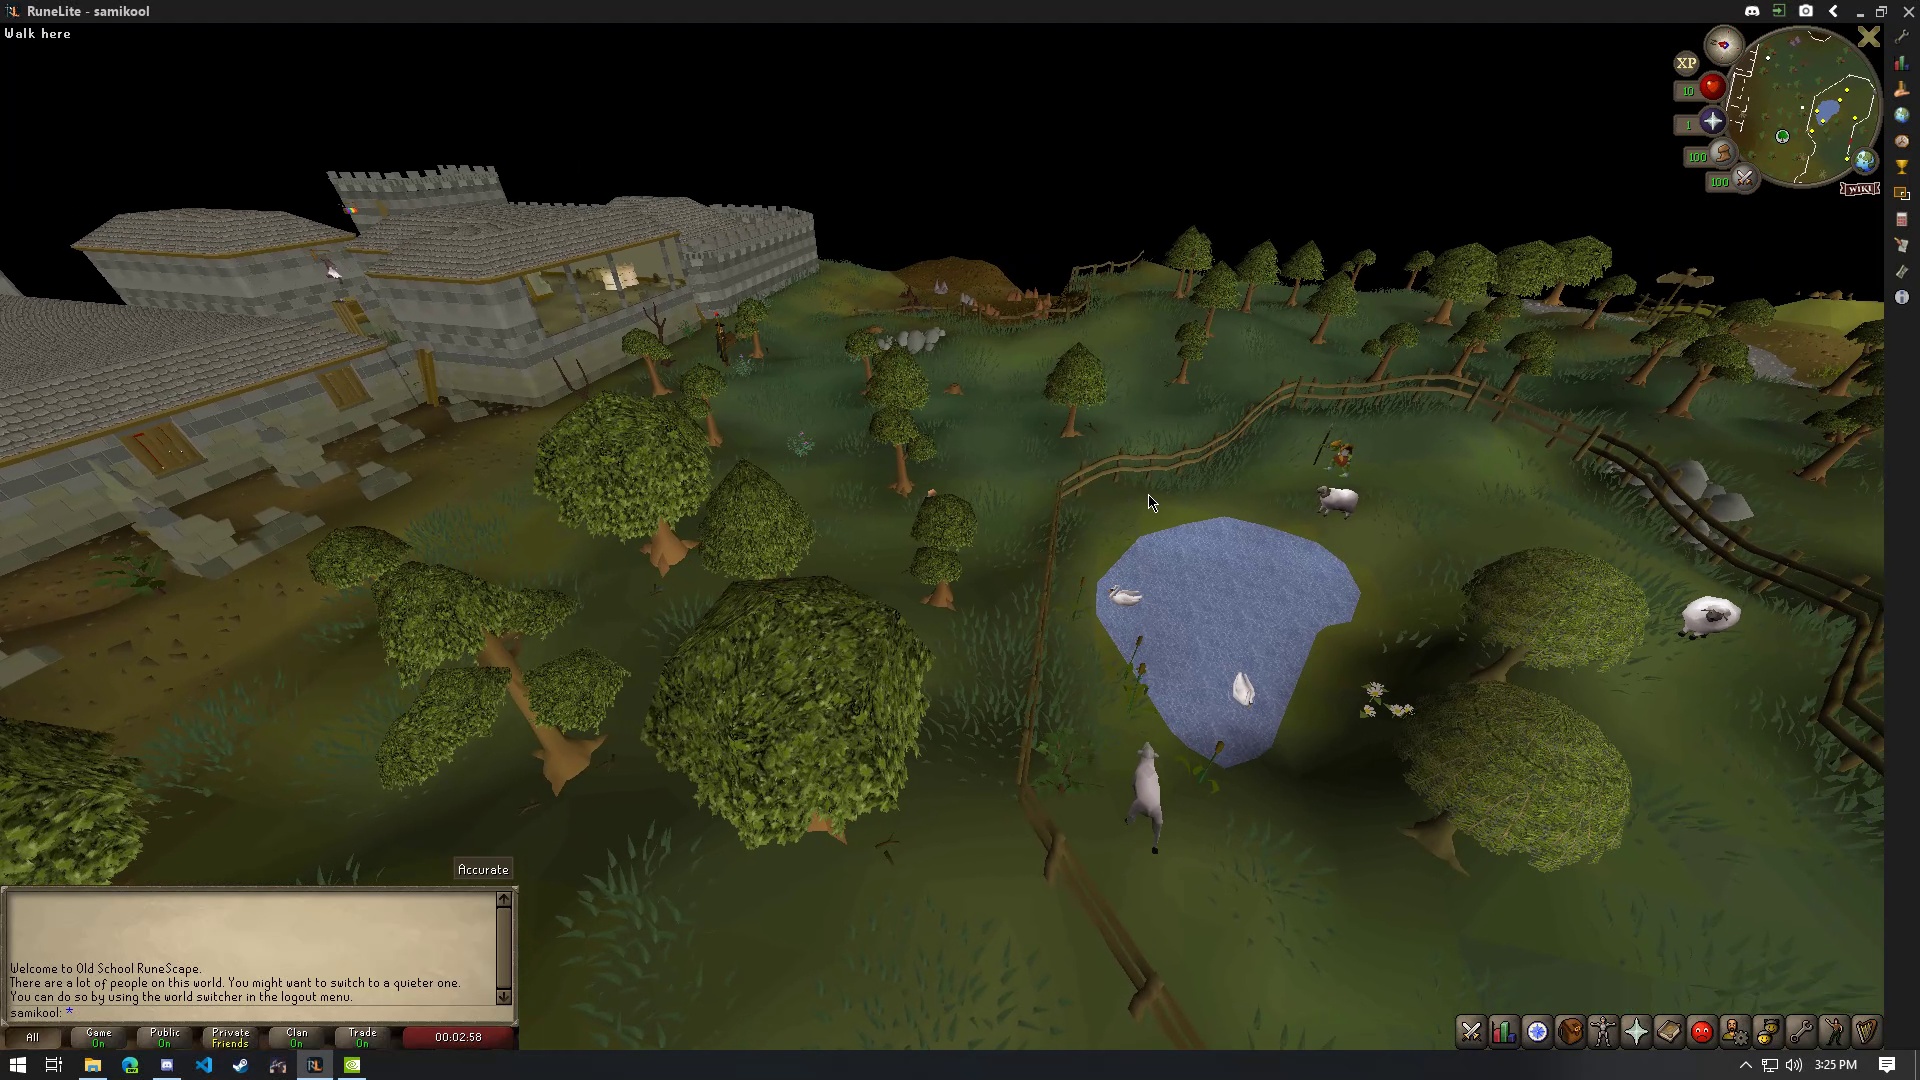 RuneLite - samikool
Walk here
XP
10
1
100
100
WIKI
Accurate
Welcome to Old School RuneScape.
There are a lot of people on this world. You might want to switch to a quieter one.
You can do so by using the world switcher in the logout menu.
samikool: *
All
Game
On
Public
On
Private
Friends
Clan
On
Trade
On
00:02:58
RL
3:25 PM